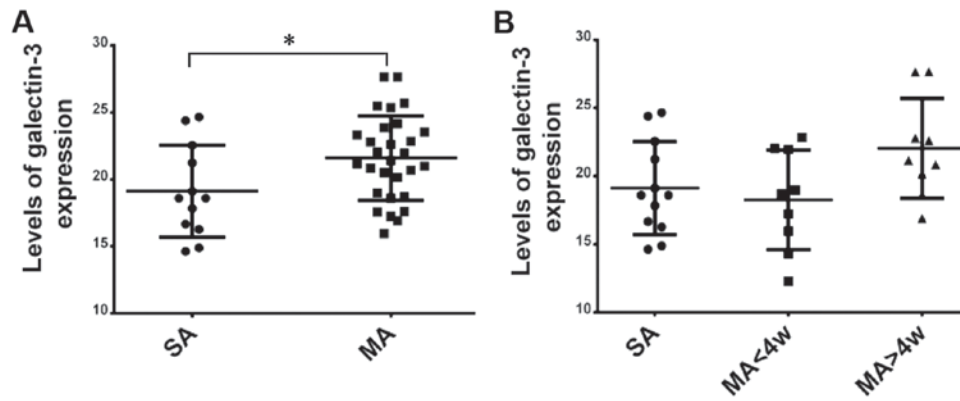 A
Levels of galectin-3
expression
30
25
20
15
10
*
SA
MA
B
Levels of galectin-3
expression
30
25
20
15
10
SA
MA<4w
MA>4w